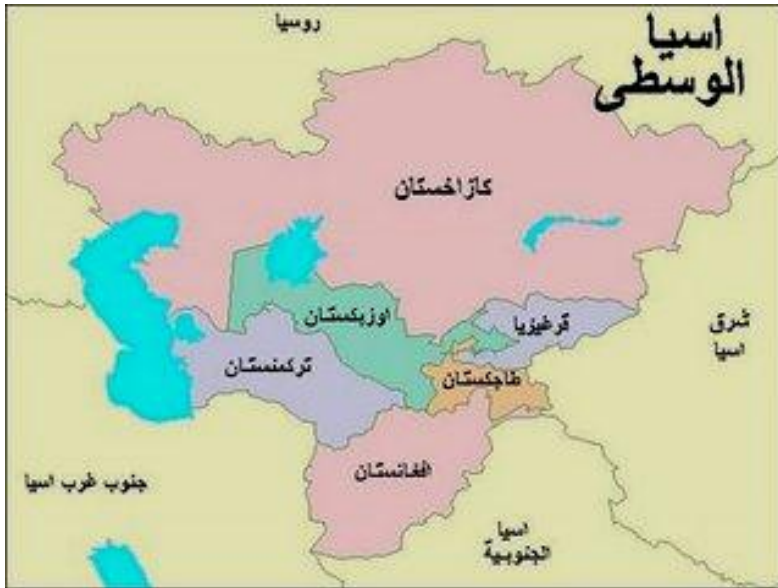 روسيا
اسيا
الوسطى
كازاخستان
اوزبكستان
قرغيزيا
شرق
اسيا
تركمنستان
طاجكستان
افغانستان
جنوب غرب اسيا
اسيا
الجنوبية